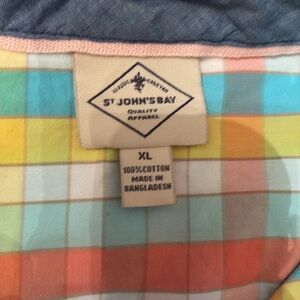 ST JOHN'S BAY
QUALITY
APPAREL
XL
100% COTTON
MADE IN
BANGLADESH